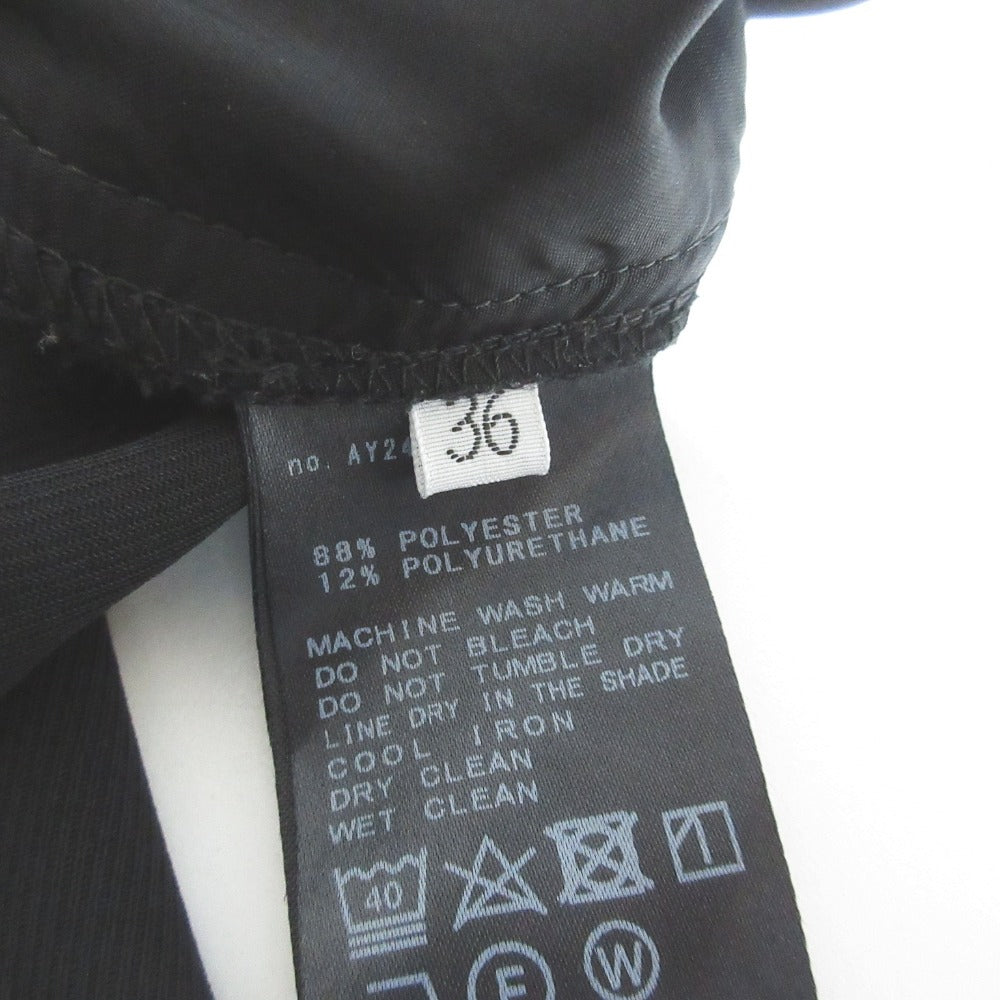 36
no. AY24
88% POLYESTER
12% POLYURETHANE
MACHINE WASH WARM
DO NOT BLEACH
DO NOT TUMBLE DRY
LINE DRY IN THE SHADE
COOL IRON
DRY CLEAN
WET CLEAN
40
F W